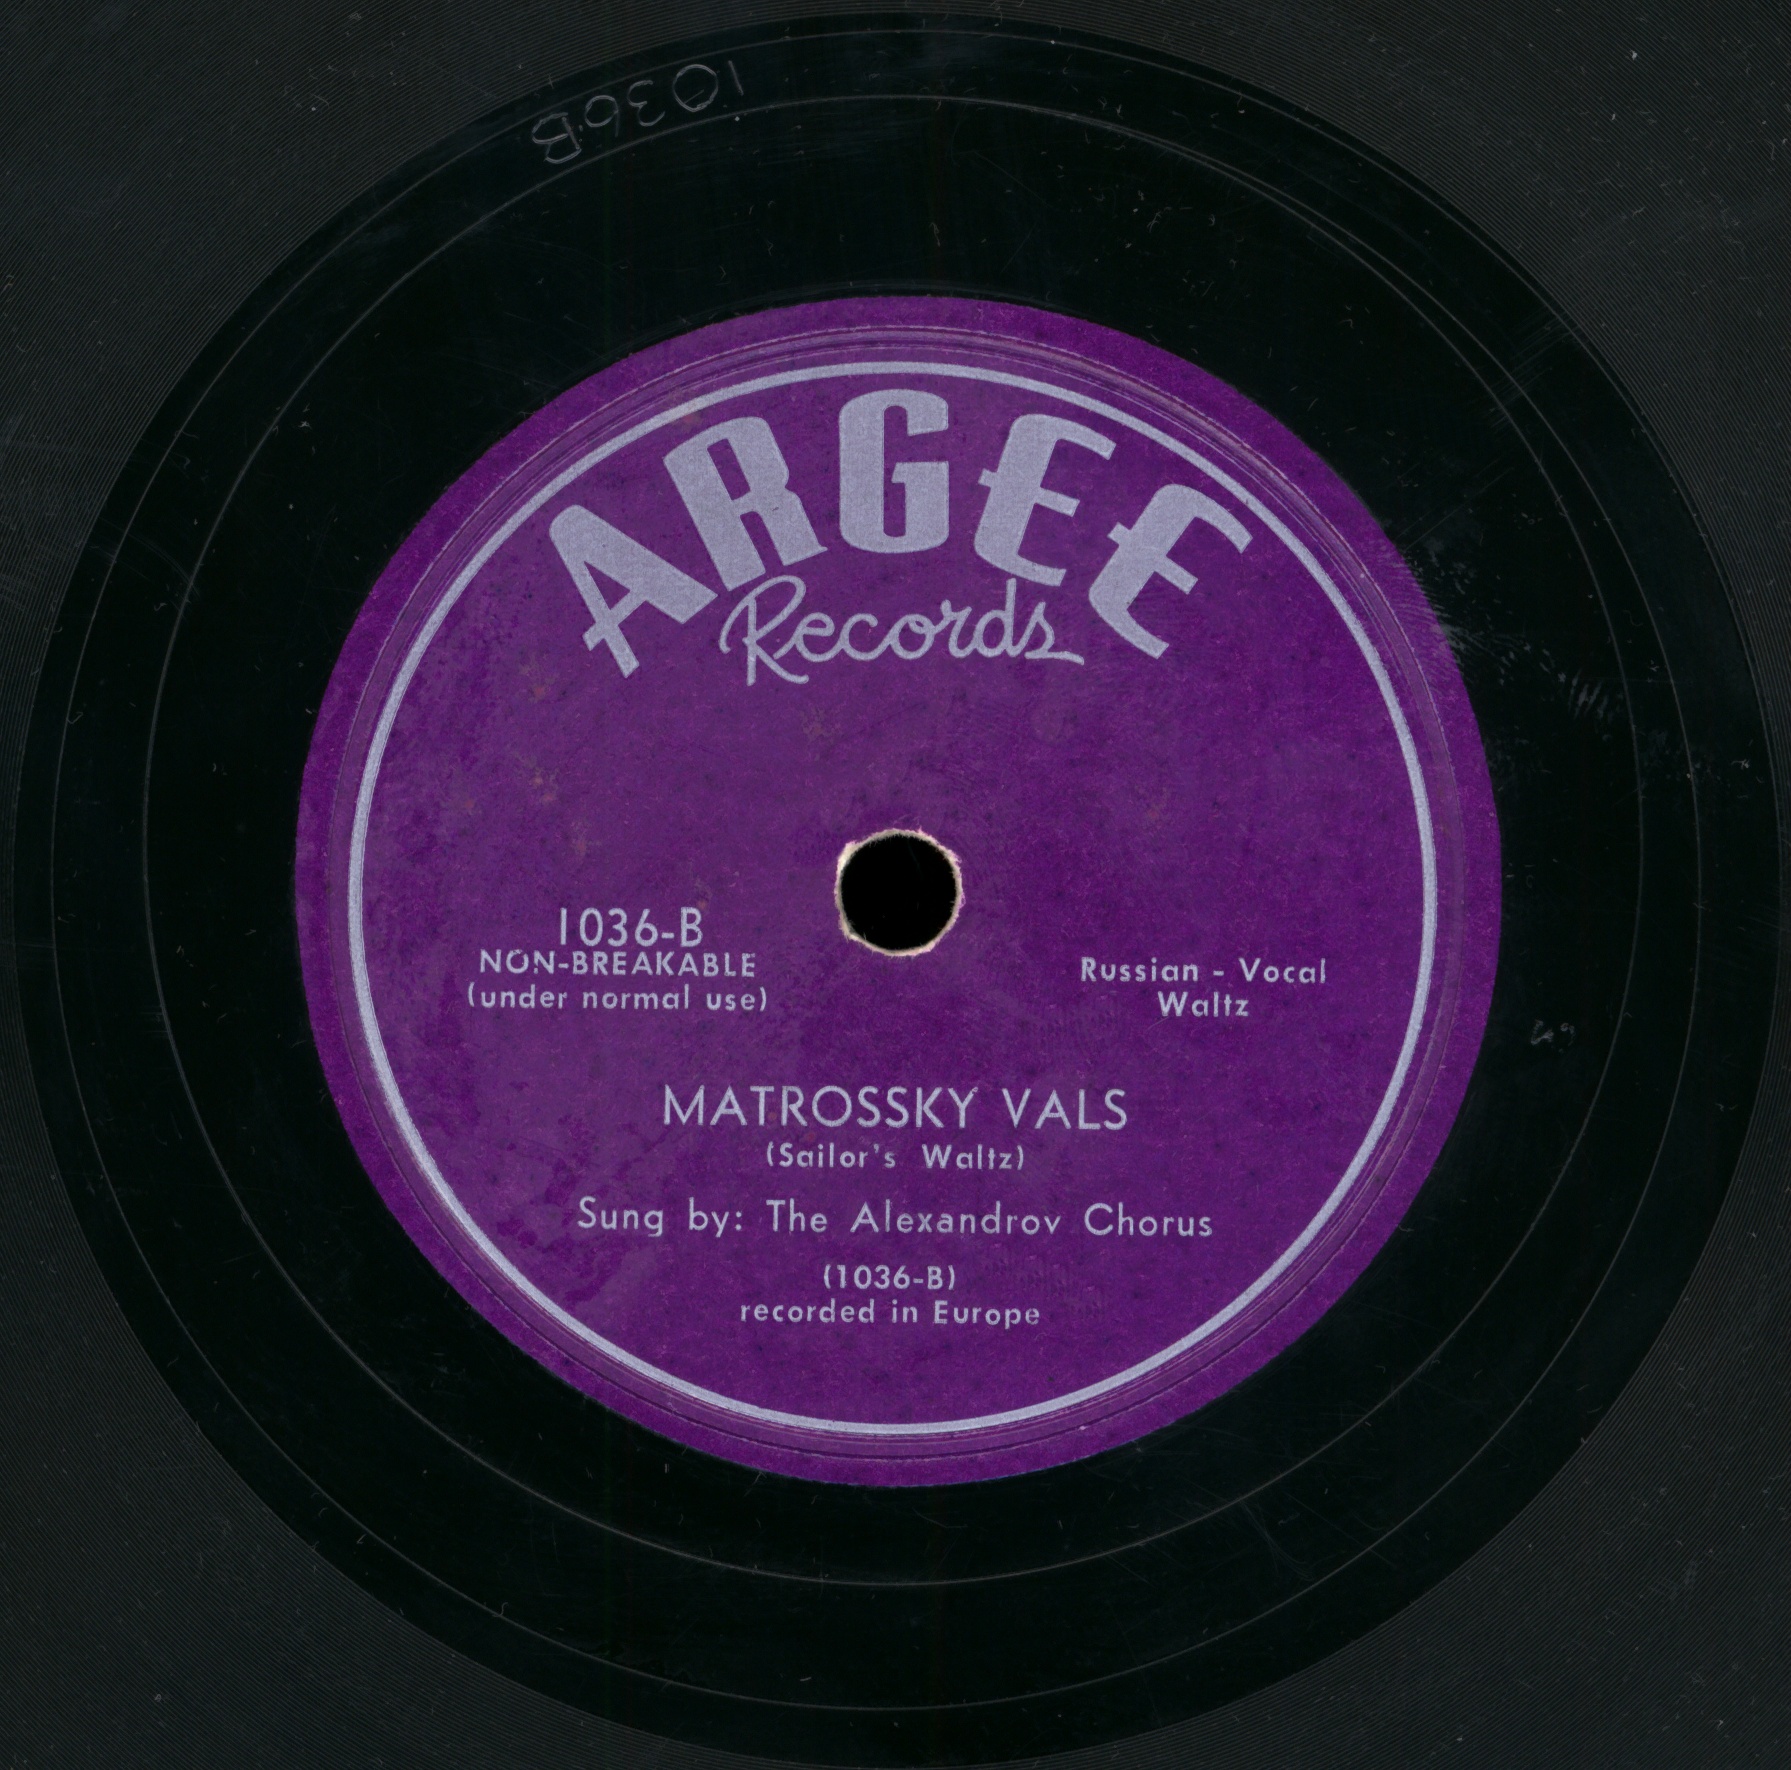 1036B
ARGEE
Records
1036-B
NON-BREAKABLE
(under normal use)
Russian - Vocal
Waltz
MATROSSKY VALS
(Sailor's Waltz)
Sung by: The Alexandrov Chorus
(1036-B)
recorded in Europe